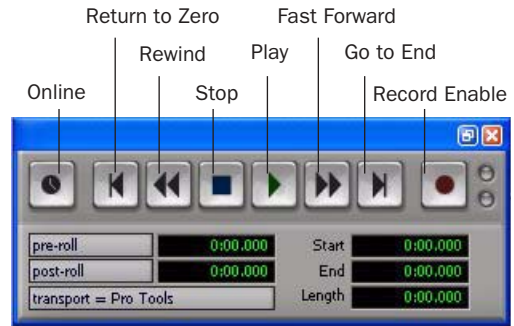 Return to Zero Fast Forward
Rewind Play Go to End
Online Stop Record Enable
pre-roll 0:00.000 Start 0:00.000
post-roll 0:00.000 End 0:00.000
transport = Pro Tools Length 0:00.000